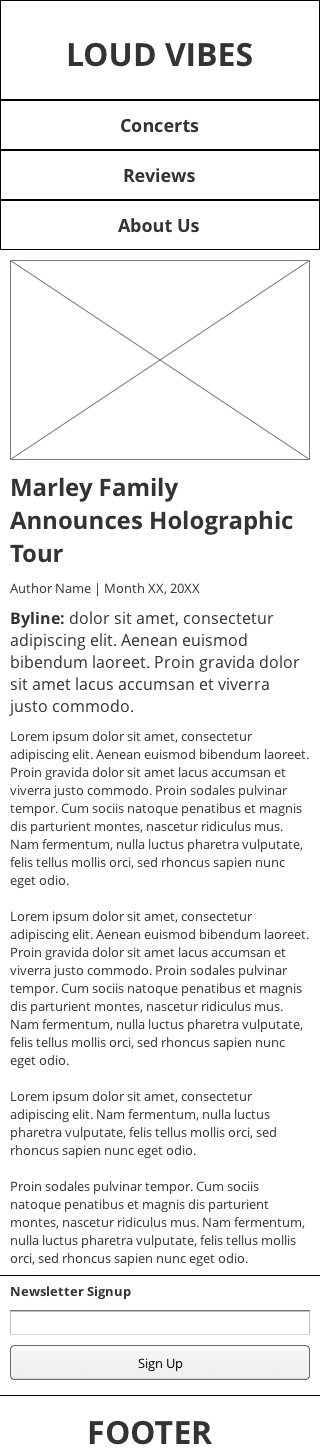 LOUD VIBES
Concerts
Reviews
About Us
Marley Family
Announces Holographic
Tour
Author Name | Month XX, 20XX
Byline: dolor sit amet, consectetur
adipiscing elit. Aenean euismod
bibendum laoreet. Proin gravida dolor
sit amet lacus accumsan et viverra
justo commodo.
Lorem ipsum dolor sit amet, consectetur
adipiscing elit. Aenean euismod bibendum laoreet.
Proin gravida dolor sit amet lacus accumsan et
viverra justo commodo. Proin sodales pulvinar
tempor. Cum sociis natoque penatibus et magnis
dis parturient montes, nascetur ridiculus mus.
Nam fermentum, nulla luctus pharetra vulputate,
felis tellus mollis orci, sed rhoncus sapien nunc
eget odio.
Lorem ipsum dolor sit amet, consectetur
adipiscing elit. Aenean euismod bibendum laoreet.
Proin gravida dolor sit amet lacus accumsan et
viverra justo commodo. Proin sodales pulvinar
tempor. Cum sociis natoque penatibus et magnis
dis parturient montes, nascetur ridiculus mus.
Nam fermentum, nulla luctus pharetra vulputate,
felis tellus mollis orci, sed rhoncus sapien nunc
eget odio.
Lorem ipsum dolor sit amet, consectetur
adipiscing elit. Nam fermentum, nulla luctus
pharetra vulputate, felis tellus mollis orci, sed
rhoncus sapien nunc eget odio.
Proin sodales pulvinar tempor. Cum sociis
natoque penatibus et magnis dis parturient
montes, nascetur ridiculus mus. Nam fermentum,
nulla luctus pharetra vulputate, felis tellus mollis
orci, sed rhoncus sapien nunc eget odio.
Newsletter Signup
Sign Up
FOOTER